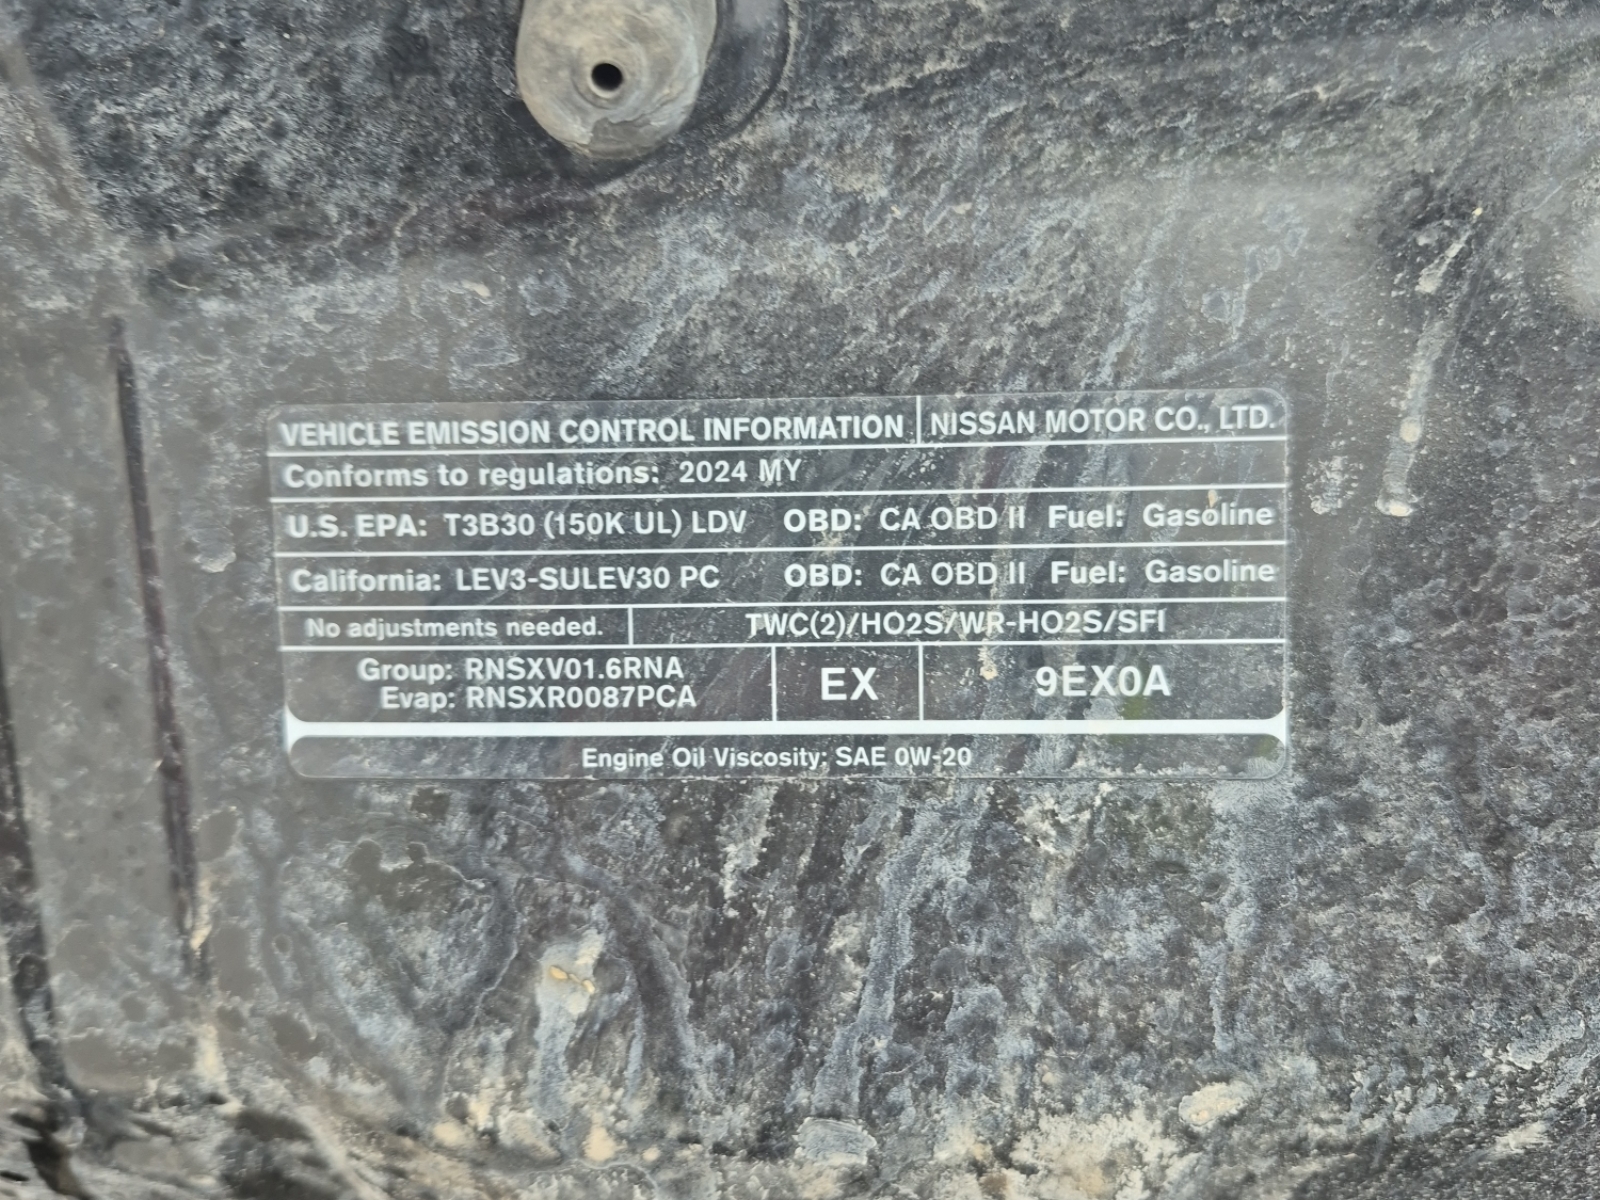 VEHICLE EMISSION CONTROL INFORMATION NISSAN MOTOR CO., LTD.
Conforms to regulations: 2024 MY
U.S. EPA: T3B30 (150K UL) LDV OBD: CA OBD II Fuel: Gasoline
California: LEV3-SULEV30 PC OBD: CA OBD II Fuel: Gasoline
No adjustments needed. TWC(2)/HO2S/WR-HO2S/SFI
Group: RNSXV01.6RNA
Evap: RNSXR0087PCA
EX
9EX0A
Engine Oil Viscosity: SAE 0W-20